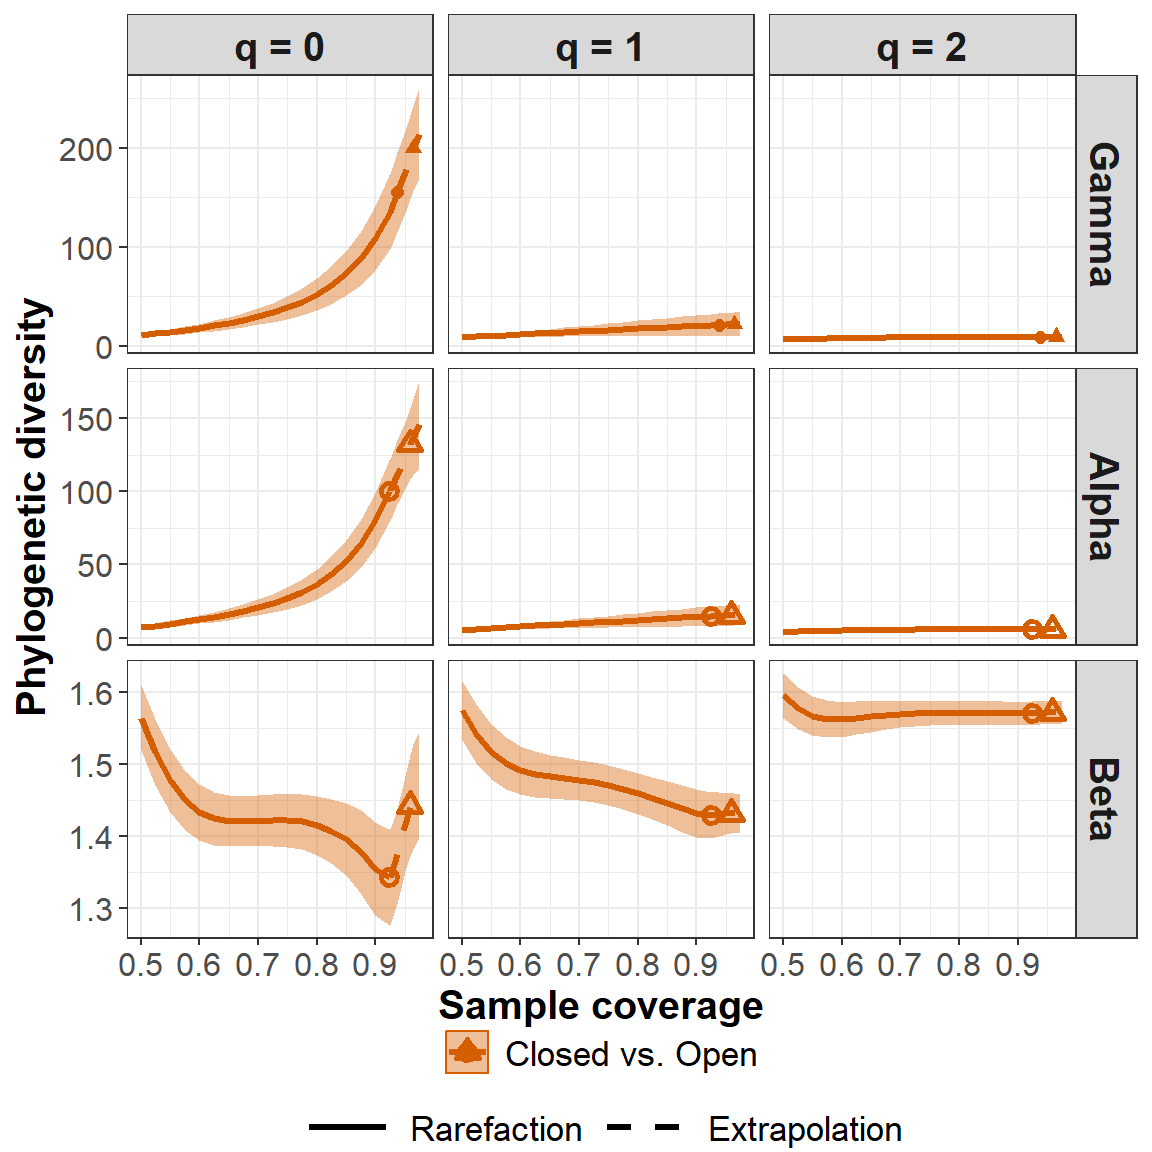 q = 0 q = 1 q = 2
Phylogenetic diversity
200
100
0
Gamma
150
100
50
0
Alpha
1.6
1.5
1.4
1.3
Beta
0.5 0.6 0.7 0.8 0.9 0.5 0.6 0.7 0.8 0.9 0.5 0.6 0.7 0.8 0.9
Sample coverage
Closed vs. Open
Rarefaction Extrapolation